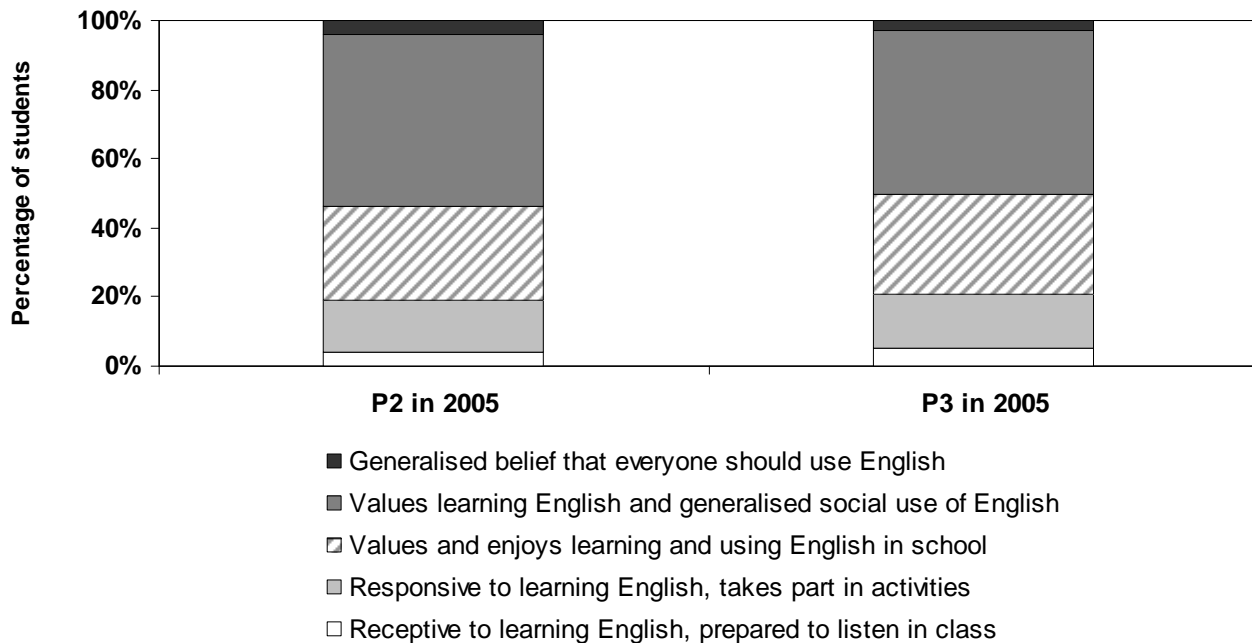 100%
80%
60%
40%
20%
0%
Percentage of students
P2 in 2005
P3 in 2005
Generalised belief that everyone should use English
Values learning English and generalised social use of English
Values and enjoys learning and using English in school
Responsive to learning English, takes part in activities
Receptive to learning English, prepared to listen in class